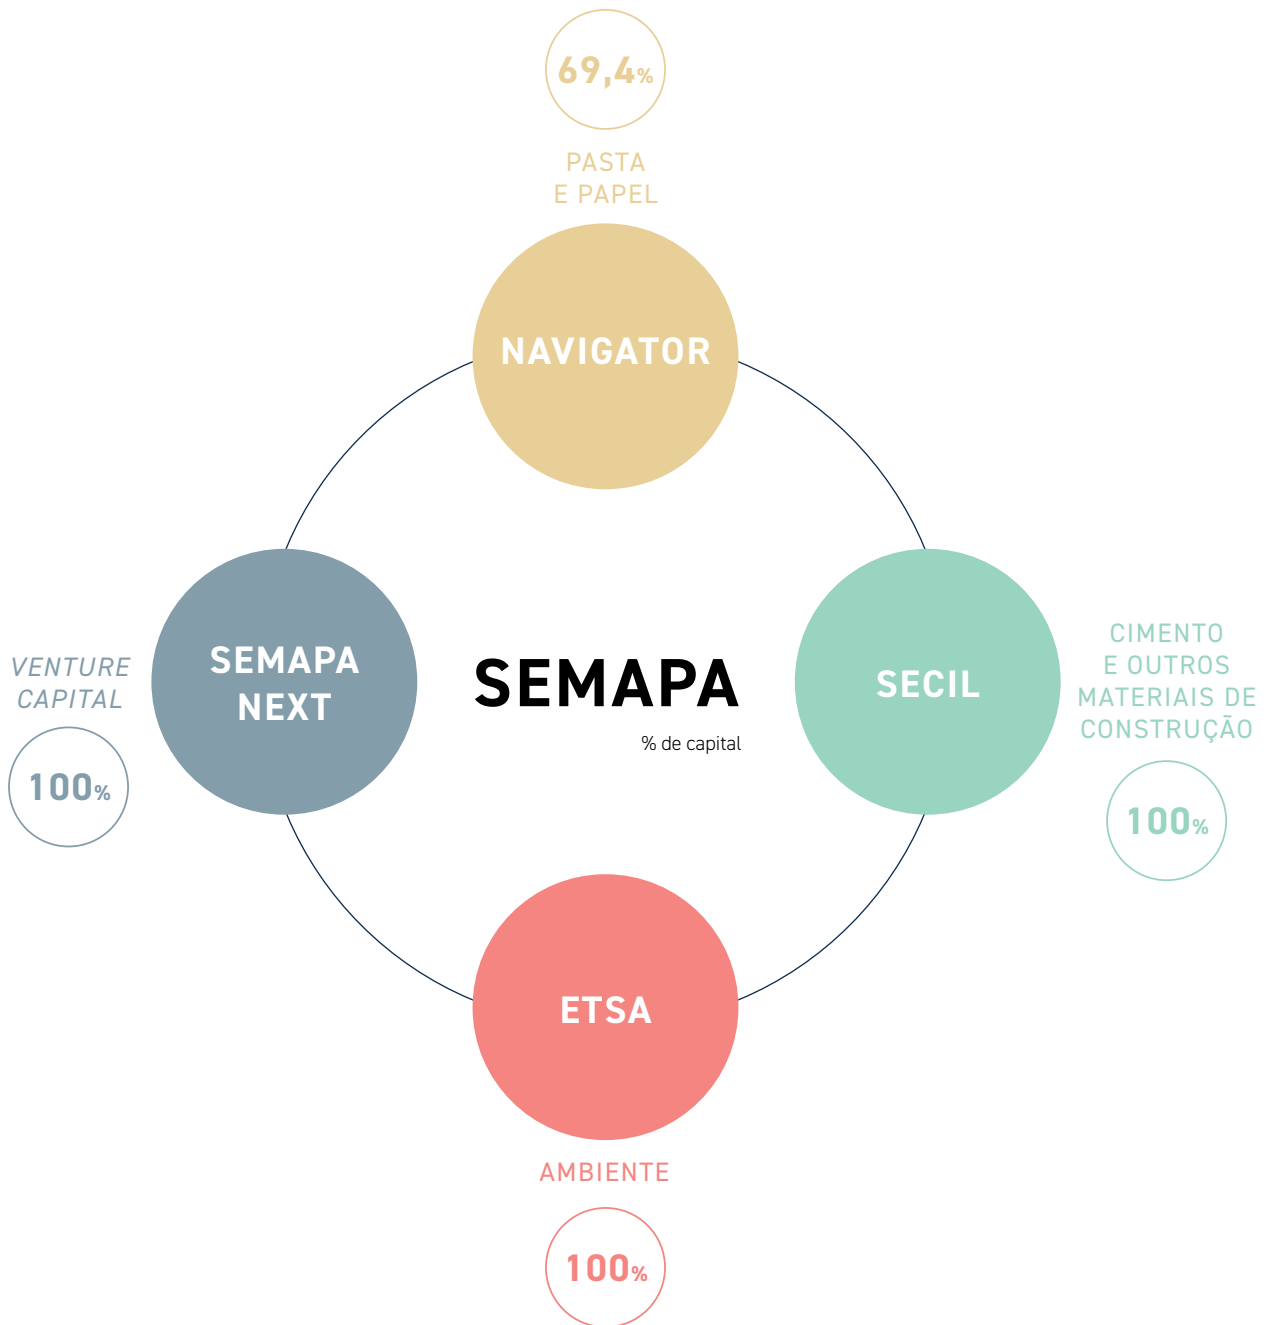 69,4%
PASTA
E PAPEL
NAVIGATOR
VENTURE
CAPITAL
100%
SEMAPA
NEXT
SEMAPA
% de capital
SECIL
CIMENTO
E OUTROS
MATERIAIS DE
CONSTRUÇÃO
100%
ETSA
AMBIENTE
100%